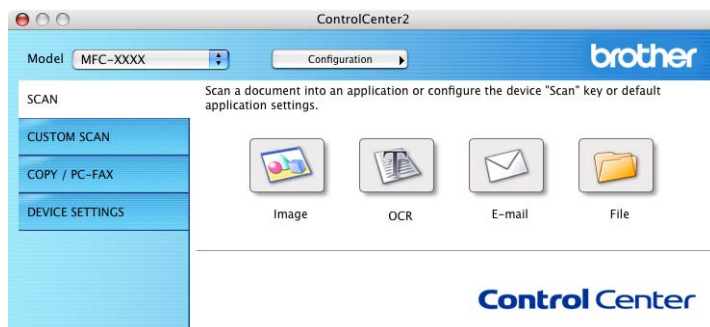 ControlCenter2
Model MFC-XXXX Configuration brother
SCAN
Scan a document into an application or configure the device "Scan" key or default
application settings.
CUSTOM SCAN
COPY / PC-FAX
DEVICE SETTINGS
Image OCR E-mail File
Control Center